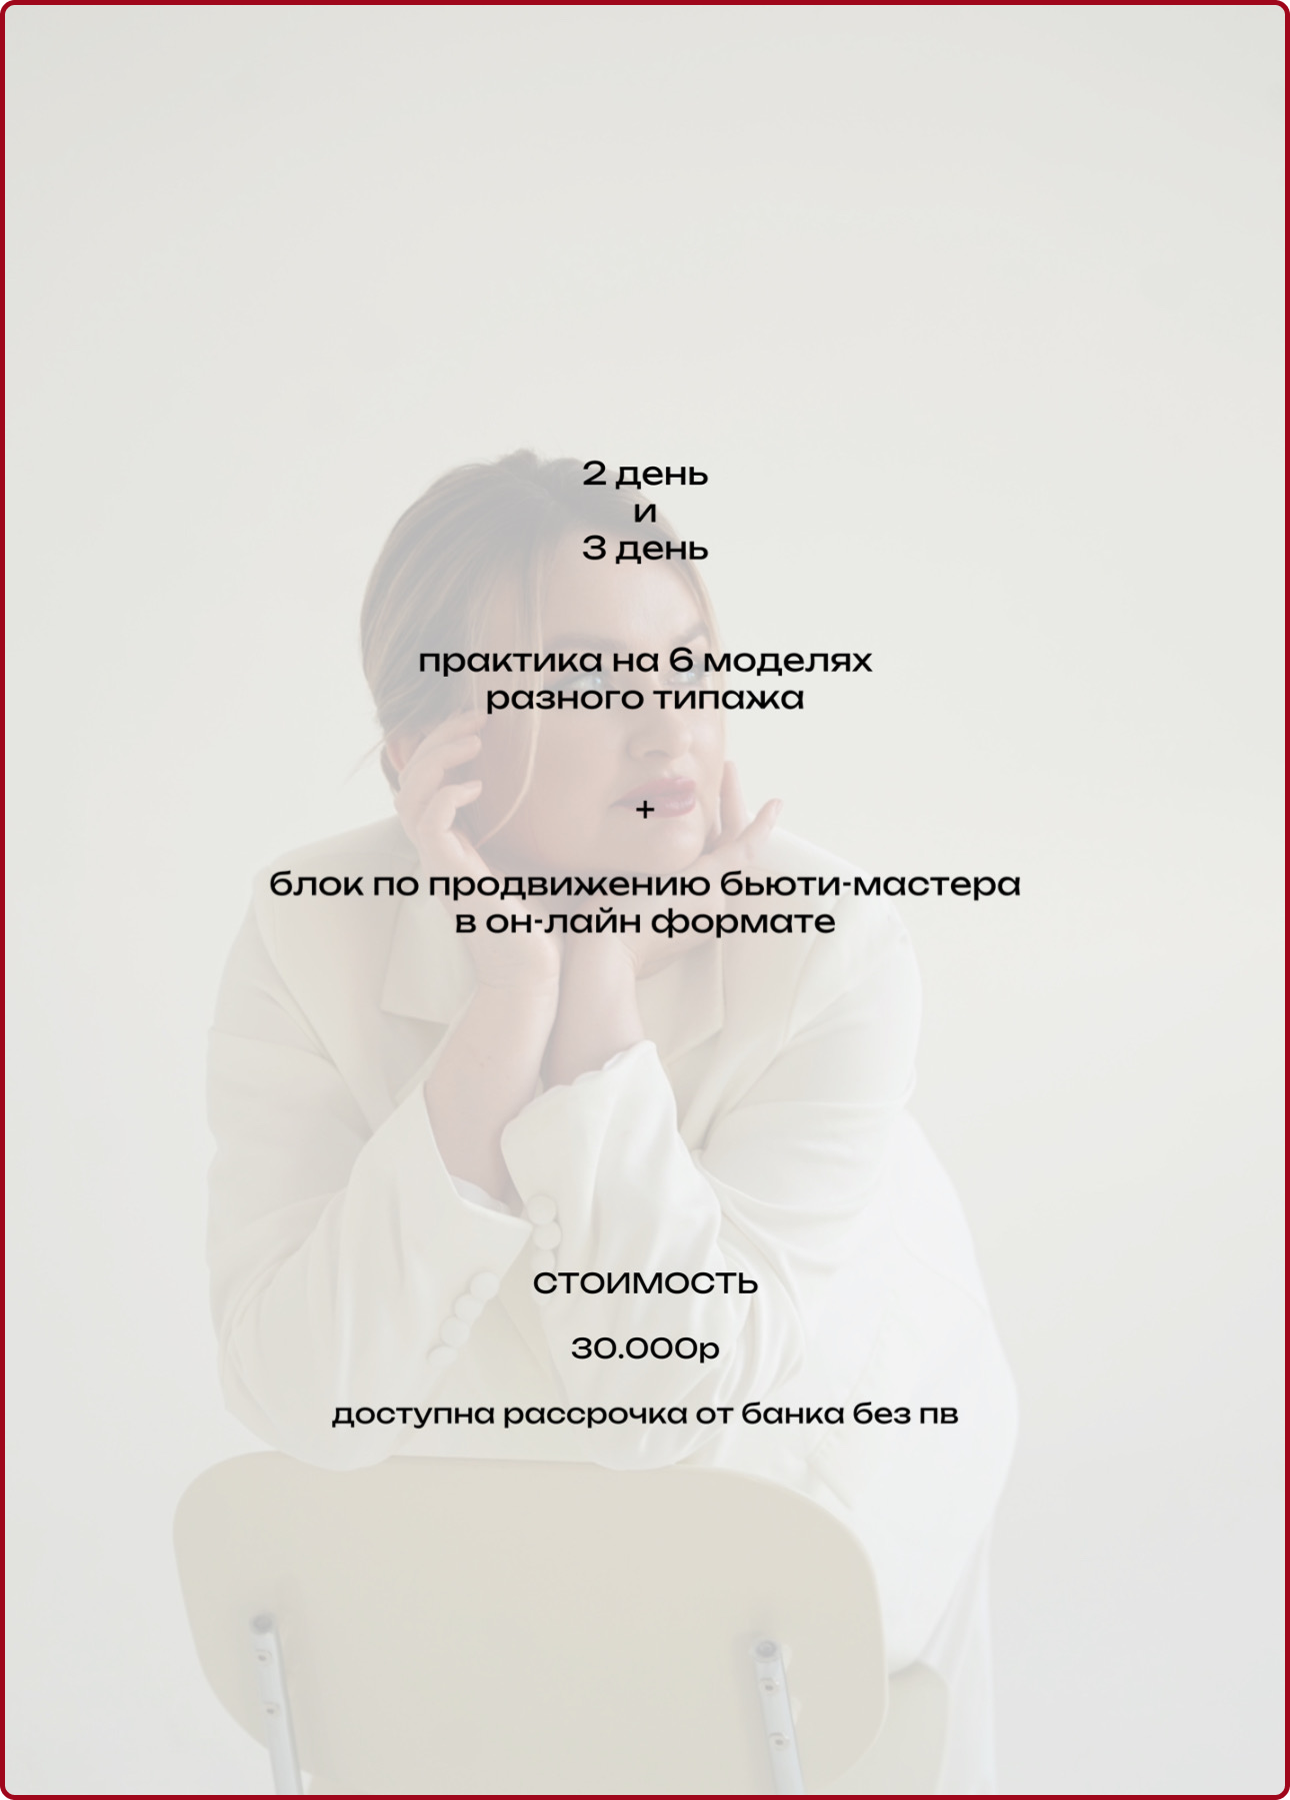 2 день
и
3 день
практика на 6 моделях
разного типажа
+
блок по продвижению бьюти-мастера
в он-лайн формате
СТОИМОСТЬ
30.000р
доступна рассрочка от банка без пв